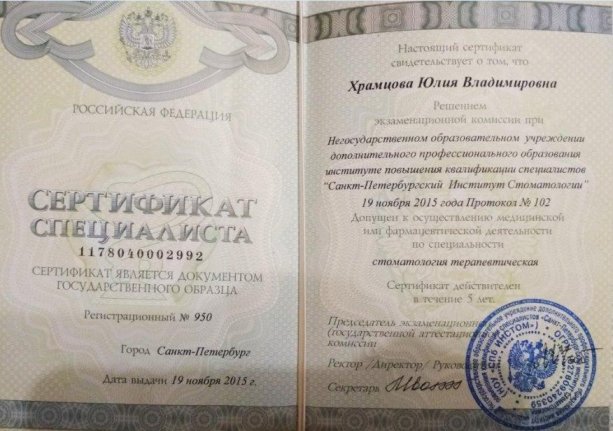 РОССИЙСКАЯ ФЕДЕРАЦИЯ
СЕРТИФИКАТ
СПЕЦИАЛИСТА
1178040002992
СЕРТИФИКАТ ЯВЛЯЕТСЯ ДОКУМЕНТОМ
ГОСУДАРСТВЕННОГО ОБРАЗЦА
Регистрационный № 950
Город Санкт-Петербург
Дата выдачи 19 ноября 2015 г.
Настоящий сертификат
свидетельствует о том, что
Храмцова Юлия Владимировна
Решением
экзаменационной комиссии при
Негосударственном образовательном учреждении
дополнительного профессионального образования
институте повышения квалификации специалистов
"Санкт-Петербургский Институт Стоматологии"
19 ноября 2015 года Протокол № 102
Допущен к осуществлению медицинской
или фармацевтической деятельности
по специальности
стоматология терапевтическая
Сертификат действителен
в течение 5 лет.
Председатель экзаменационной
(государственной
комиссии
Ректор /Директор/
Секретарь